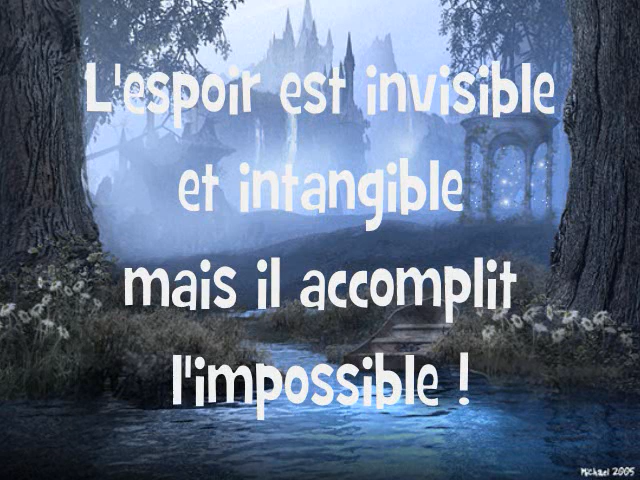 L'espoir est invisible
et intangible
mais il accomplit
l'impossible !
Michael 2005